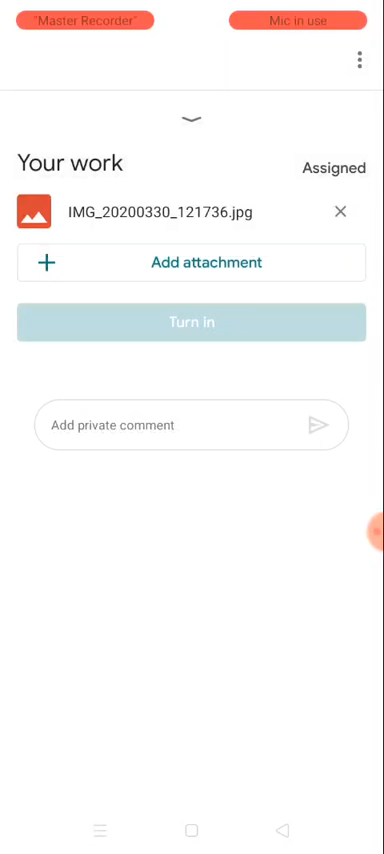 "Master Recorder"
Mic in use
Your work
Assigned
IMG_20200330_121736.jpg
Add attachment
Turn in
Add private comment